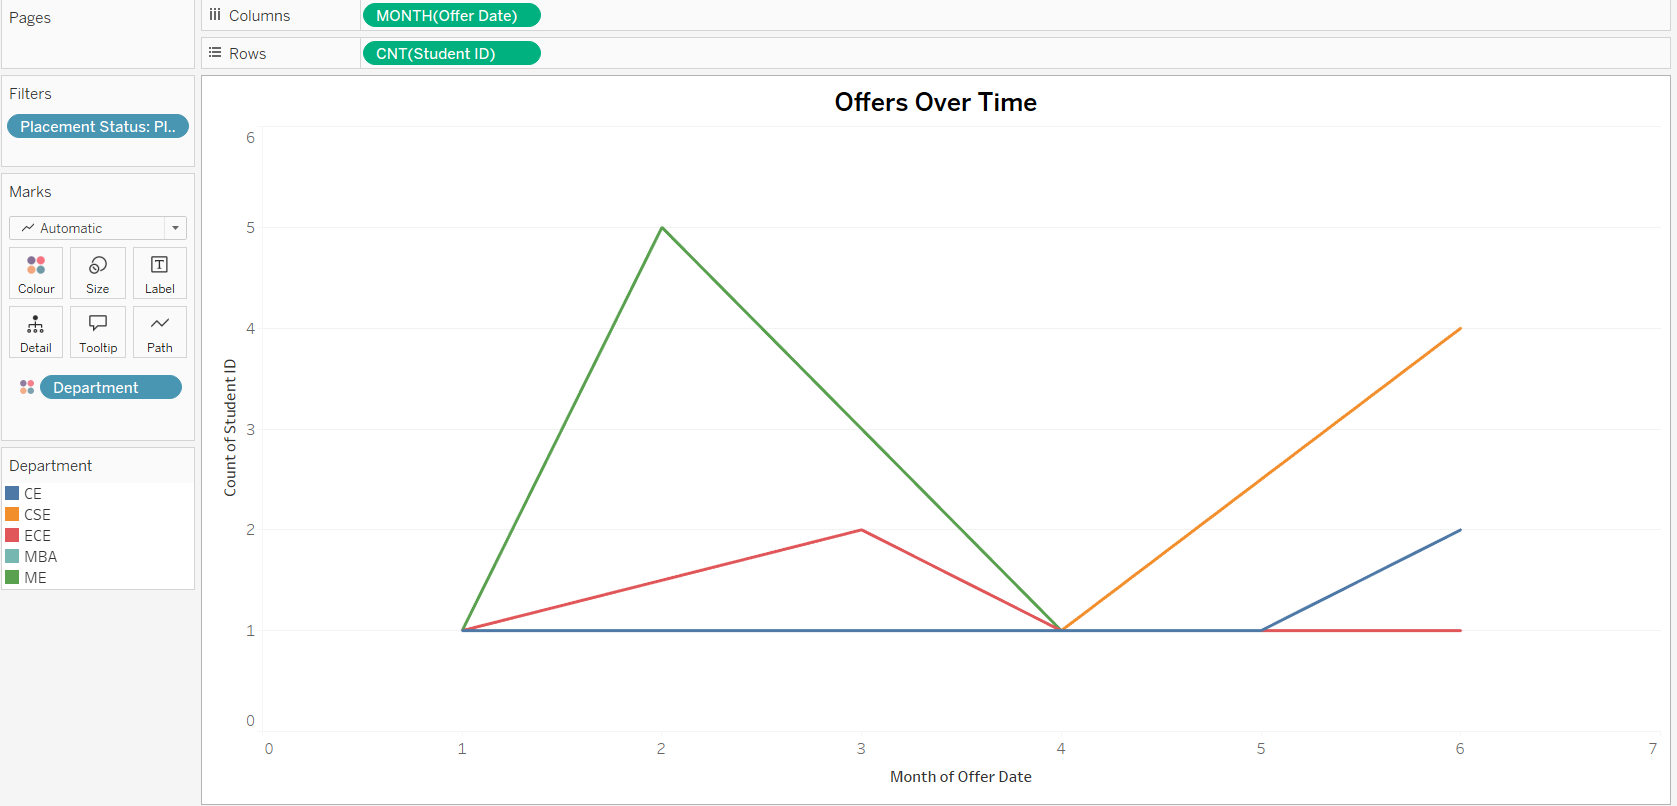 Pages
Columns
MONTH(Offer Date)
Rows
CNT(Student ID)
Filters
Placement Status: Pl..
Marks
Automatic
Colour
Size
Label
Detail
Tooltip
Path
Department
Department
CE
CSE
ECE
MBA
ME
Offers Over Time
Count of Student ID
6
5
4
3
2
1
0
0 1 2 3 4 5 6 7
Month of Offer Date